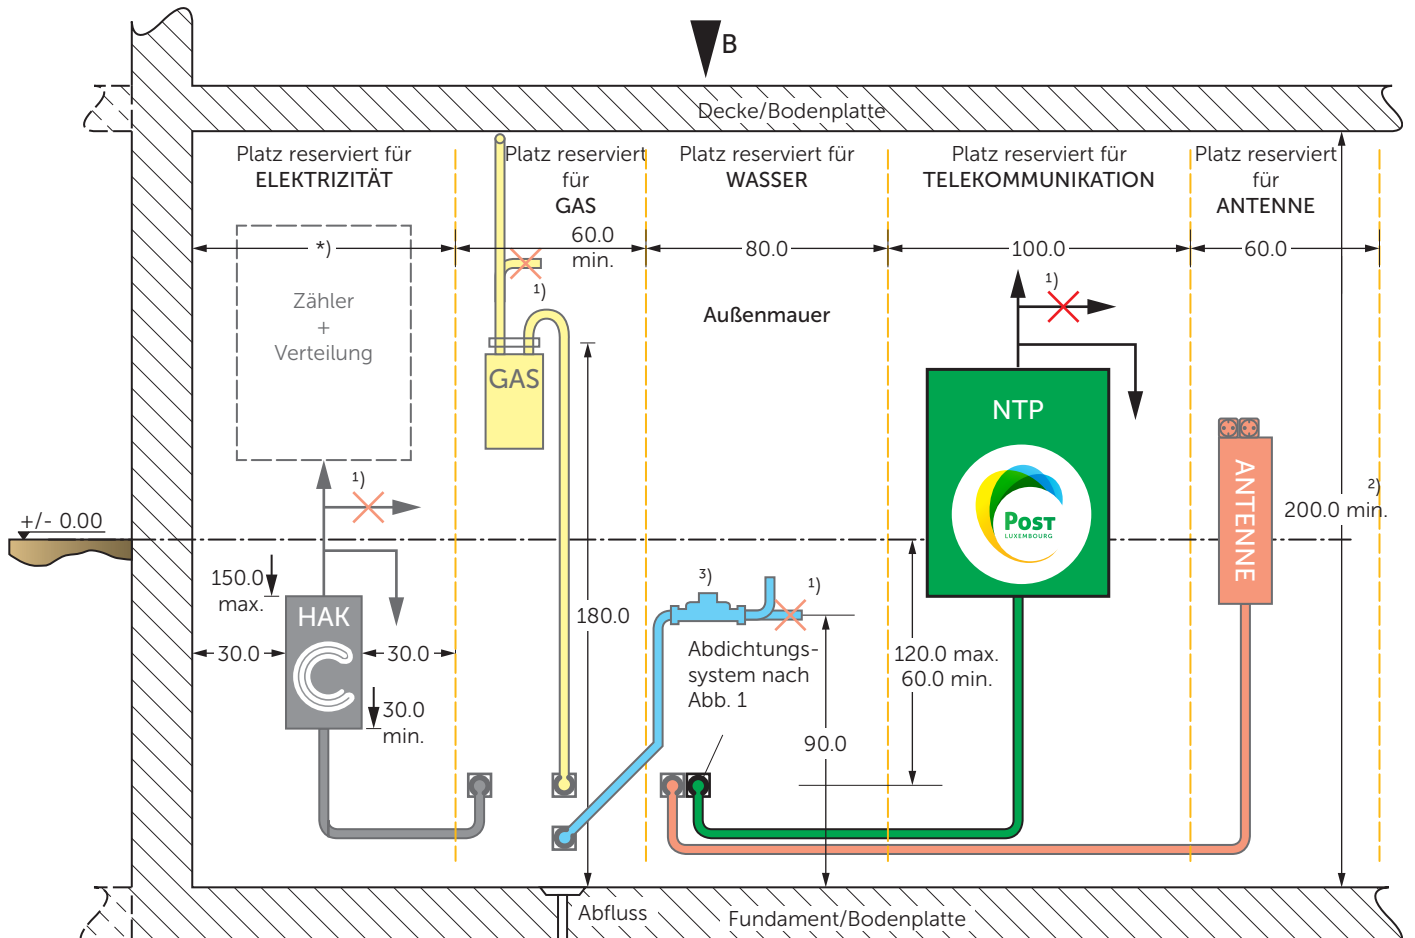 B
Decke/Bodenplatte
Platz reserviert für
ELEKTRIZITÄT
Platz reserviert
für
GAS
Platz reserviert für
WASSER
Platz reserviert für
TELEKOMMUNIKATION
Platz reserviert
für
ANTENNE
*)
60.0
min.
80.0
100.0
60.0
Zähler
+
Verteilung
1)
Außenmauer
1)
GAS
NTP
POST
LUXEMBOURG
ANTENNE
2)
200.0 min.
1)
+/- 0.00
150.0
max.
HAK
30.0
30.0
30.0
min.
180.0
3)
1)
Abdichtungs-
system nach
Abb. 1
90.0
120.0 max.
60.0 min.
Abfluss
Fundament/Bodenplatte